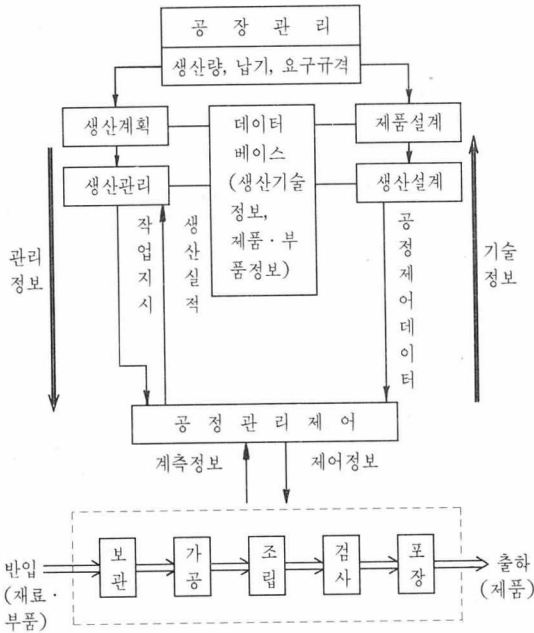 공장관리
생산량, 납기, 요구규격
생산계획
데이터
베이스
(생산기술
정보,
제품·부
품정보)
제품설계
생산관리
생산설계
관리
정보
작업지시
생산실적
공정제어데이터
기술
정보
공정관리제어
계측정보
제어정보
반입
(재료·
부품)
보관
가공
조립
검사
포장
출하
(제품)